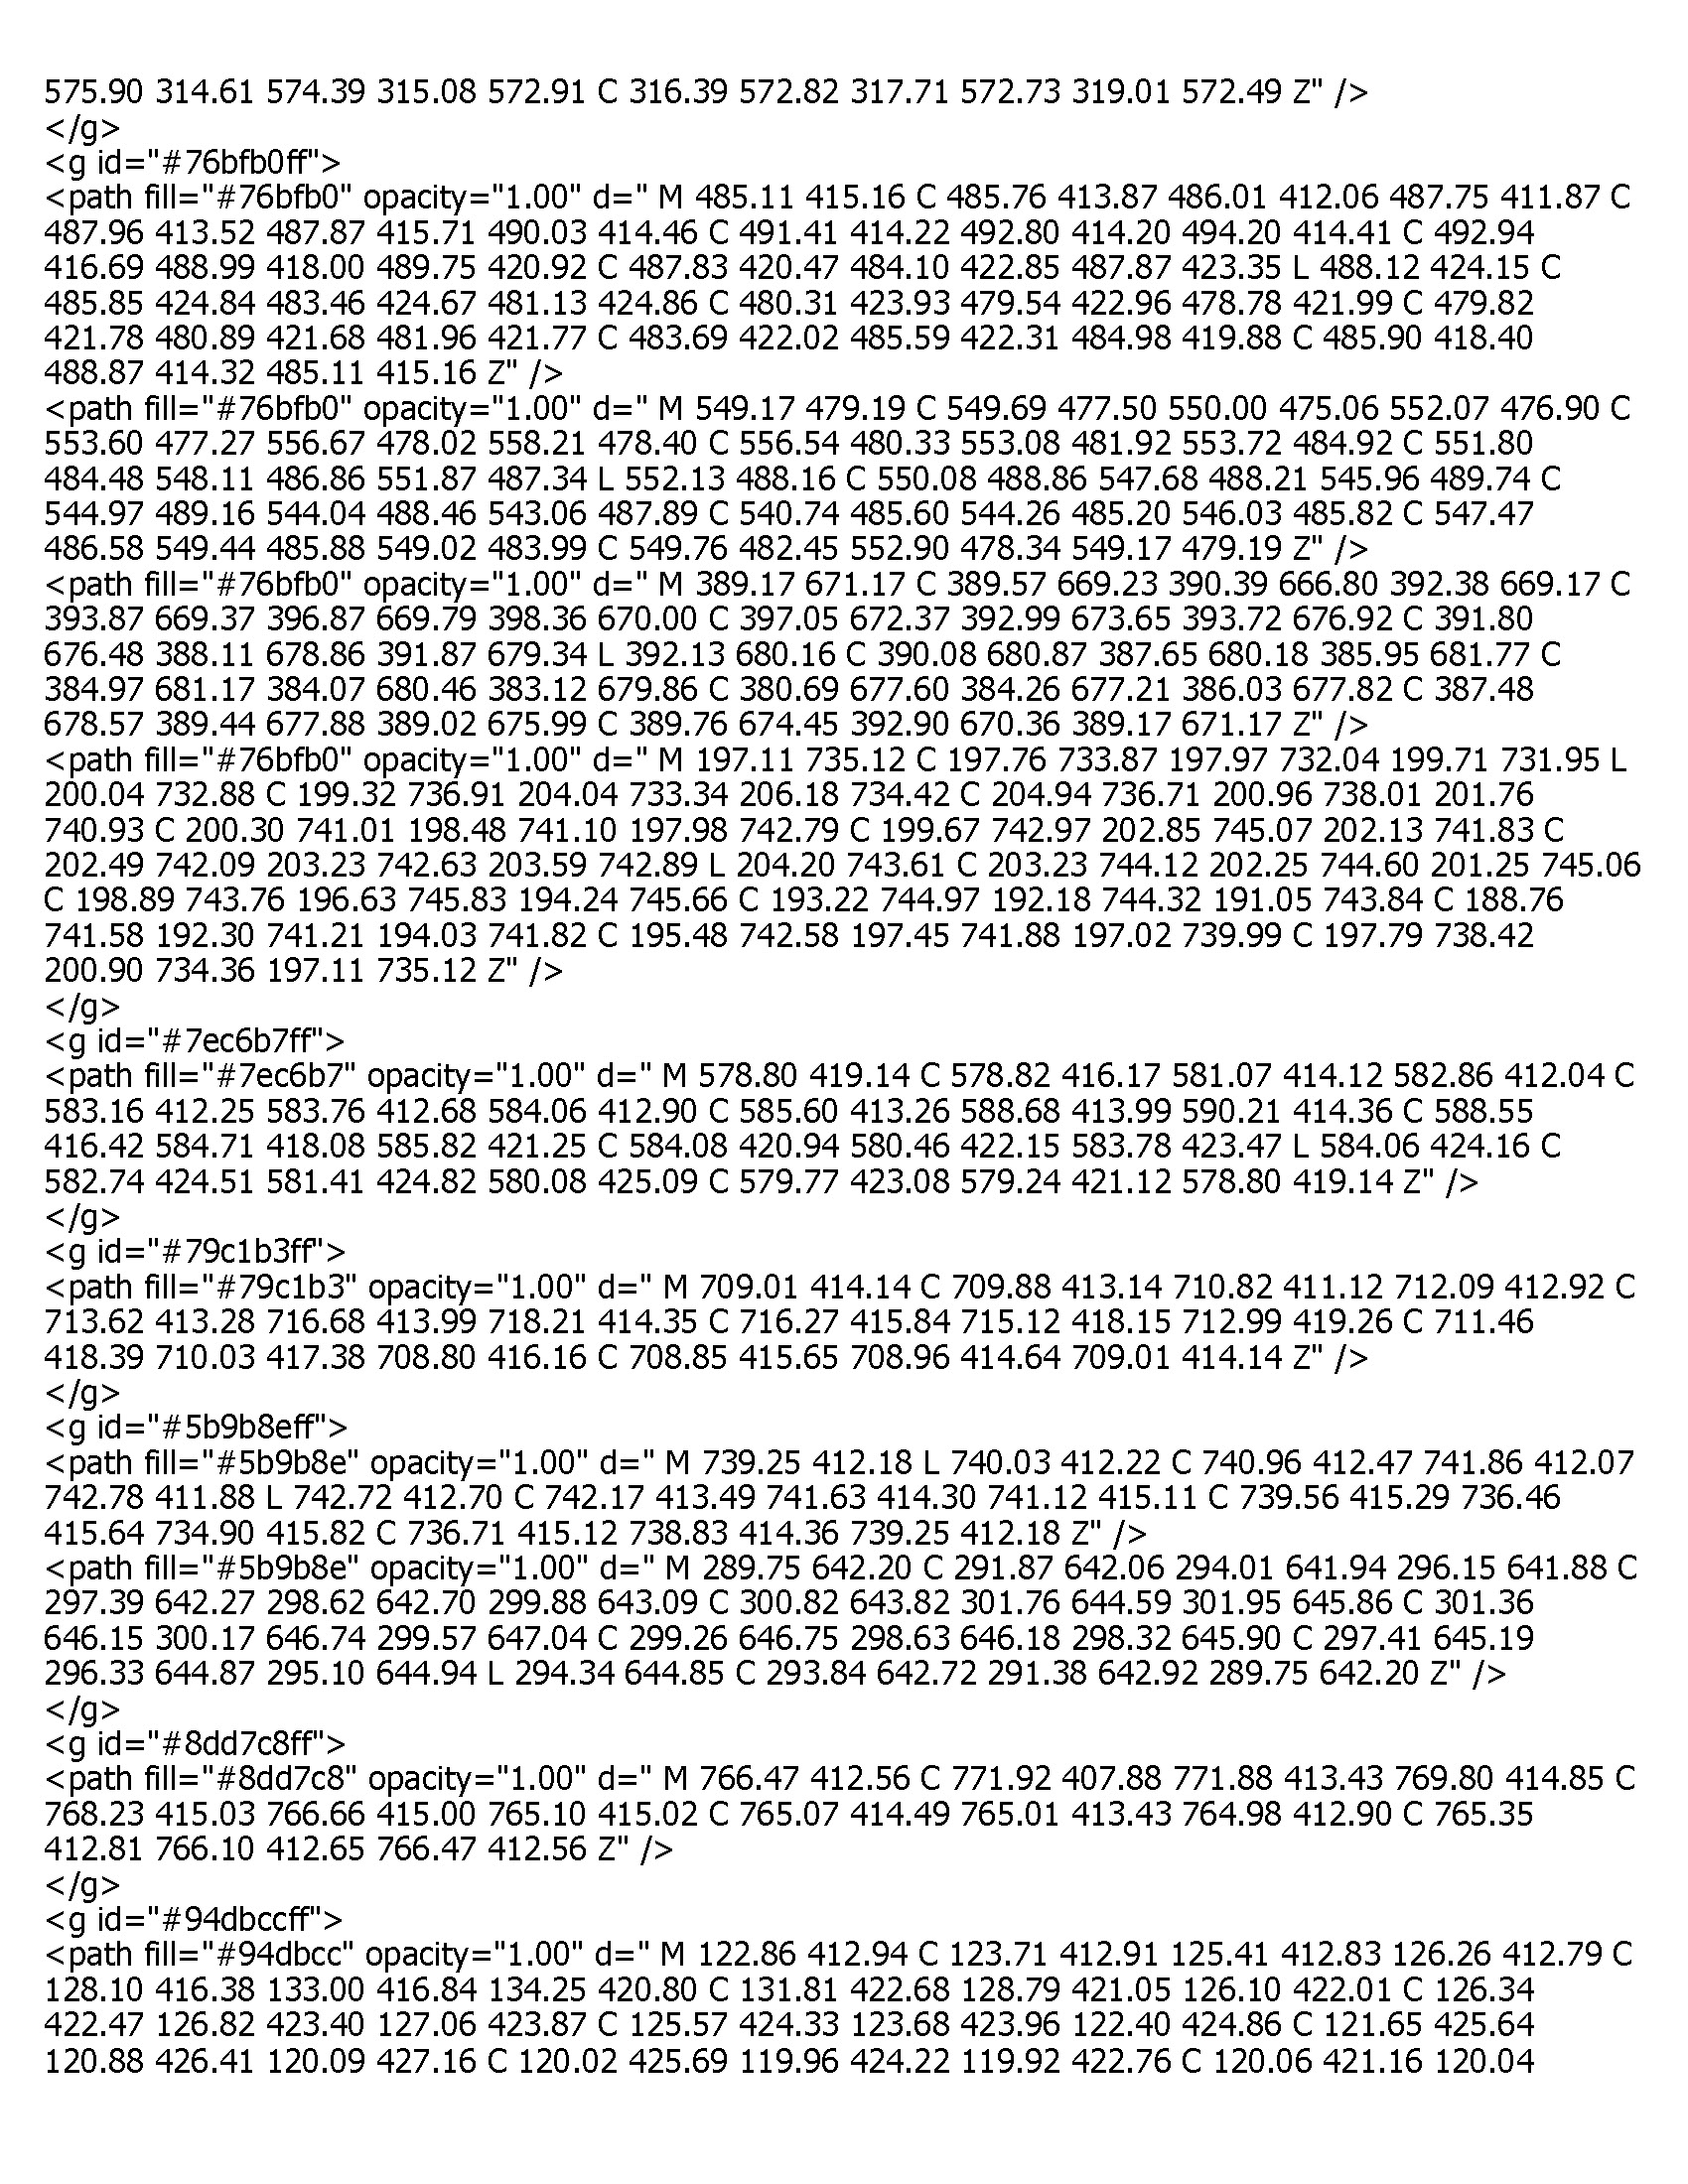 575.90 314.61 574.39 315.08 572.91 C 316.39 572.82 317.71 572.73 319.01 572.49 Z" />
</g>
<g id="#76bfb0ff">
<path fill="#76bfb0" opacity="1.00" d=" M 485.11 415.16 C 485.76 413.87 486.01 412.06 487.75 411.87 C
487.96 413.52 487.87 415.71 490.03 414.46 C 491.41 414.22 492.80 414.20 494.20 414.41 C 492.94
416.69 488.99 418.00 489.75 420.92 C 487.83 420.47 484.10 422.85 487.87 423.35 L 488.12 424.15 C
485.85 424.84 483.46 424.67 481.13 424.86 C 480.31 423.93 479.54 422.96 478.78 421.99 C 479.82
421.78 480.89 421.68 481.96 421.77 C 483.69 422.02 485.59 422.31 484.98 419.88 C 485.90 418.40
488.87 414.32 485.11 415.16 Z" />
<path fill="#76bfb0" opacity="1.00" d=" M 549.17 479.19 C 549.69 477.50 550.00 475.06 552.07 476.90 C
553.60 477.27 556.67 478.02 558.21 478.40 C 556.54 480.33 553.08 481.92 553.72 484.92 C 551.80
484.48 548.11 486.86 551.87 487.34 L 552.13 488.16 C 550.08 488.86 547.68 488.21 545.96 489.74 C
544.97 489.16 544.04 488.46 543.06 487.89 C 540.74 485.60 544.26 485.20 546.03 485.82 C 547.47
486.58 549.44 485.88 549.02 483.99 C 549.76 482.45 552.90 478.34 549.17 479.19 Z" />
<path fill="#76bfb0" opacity="1.00" d=" M 389.17 671.17 C 389.57 669.23 390.39 666.80 392.38 669.17 C
393.87 669.37 396.87 669.79 398.36 670.00 C 397.05 672.37 392.99 673.65 393.72 676.92 C 391.80
676.48 388.11 678.86 391.87 679.34 L 392.13 680.16 C 390.08 680.87 387.65 680.18 385.95 681.77 C
384.97 681.17 384.07 680.46 383.12 679.86 C 380.69 677.60 384.26 677.21 386.03 677.82 C 387.48
678.57 389.44 677.88 389.02 675.99 C 389.76 674.45 392.90 670.36 389.17 671.17 Z" />
<path fill="#76bfb0" opacity="1.00" d=" M 197.11 735.12 C 197.76 733.87 197.97 732.04 199.71 731.95 L
200.04 732.88 C 199.32 736.91 204.04 733.34 206.18 734.42 C 204.94 736.71 200.96 738.01 201.76
740.93 C 200.30 741.01 198.48 741.10 197.98 742.79 C 199.67 742.97 202.85 745.07 202.13 741.83 C
202.49 742.09 203.23 742.63 203.59 742.89 L 204.20 743.61 C 203.23 744.12 202.25 744.60 201.25 745.06
C 198.89 743.76 196.63 745.83 194.24 745.66 C 193.22 744.97 192.18 744.32 191.05 743.84 C 188.76
741.58 192.30 741.21 194.03 741.82 C 195.48 742.58 197.45 741.88 197.02 739.99 C 197.79 738.42
200.90 734.36 197.11 735.12 Z" />
</g>
<g id="#7ec6b7ff">
<path fill="#7ec6b7" opacity="1.00" d=" M 578.80 419.14 C 578.82 416.17 581.07 414.12 582.86 412.04 C
583.16 412.25 583.76 412.68 584.06 412.90 C 585.60 413.26 588.68 413.99 590.21 414.36 C 588.55
416.42 584.71 418.08 585.82 421.25 C 584.08 420.94 580.46 422.15 583.78 423.47 L 584.06 424.16 C
582.74 424.51 581.41 424.82 580.08 425.09 C 579.77 423.08 579.24 421.12 578.80 419.14 Z" />
</g>
<g id="#79c1b3ff">
<path fill="#79c1b3" opacity="1.00" d=" M 709.01 414.14 C 709.88 413.14 710.82 411.12 712.09 412.92 C
713.62 413.28 716.68 413.99 718.21 414.35 C 716.27 415.84 715.12 418.15 712.99 419.26 C 711.46
418.39 710.03 417.38 708.80 416.16 C 708.85 415.65 708.96 414.64 709.01 414.14 Z" />
</g>
<g id="#5b9b8eff">
<path fill="#5b9b8e" opacity="1.00" d=" M 739.25 412.18 L 740.03 412.22 C 740.96 412.47 741.86 412.07
742.78 411.88 L 742.72 412.70 C 742.17 413.49 741.63 414.30 741.12 415.11 C 739.56 415.29 736.46
415.64 734.90 415.82 C 736.71 415.12 738.83 414.36 739.25 412.18 Z" />
<path fill="#5b9b8e" opacity="1.00" d=" M 289.75 642.20 C 291.87 642.06 294.01 641.94 296.15 641.88 C
297.39 642.27 298.62 642.70 299.88 643.09 C 300.82 643.82 301.76 644.59 301.95 645.86 C 301.36
646.15 300.17 646.74 299.57 647.04 C 299.26 646.75 298.63 646.18 298.32 645.90 C 297.41 645.19
296.33 644.87 295.10 644.94 L 294.34 644.85 C 293.84 642.72 291.38 642.92 289.75 642.20 Z" />
</g>
<g id="#8dd7c8ff">
<path fill="#8dd7c8" opacity="1.00" d=" M 766.47 412.56 C 771.92 407.88 771.88 413.43 769.80 414.85 C
768.23 415.03 766.66 415.00 765.10 415.02 C 765.07 414.49 765.01 413.43 764.98 412.90 C 765.35
412.81 766.10 412.65 766.47 412.56 Z" />
</g>
<g id="#94dbccff">
<path fill="#94dbcc" opacity="1.00" d=" M 122.86 412.94 C 123.71 412.91 125.41 412.83 126.26 412.79 C
128.10 416.38 133.00 416.84 134.25 420.80 C 131.81 422.68 128.79 421.05 126.10 422.01 C 126.34
422.47 126.82 423.40 127.06 423.87 C 125.57 424.33 123.68 423.96 122.40 424.86 C 121.65 425.64
120.88 426.41 120.09 427.16 C 120.02 425.69 119.96 424.22 119.92 422.76 C 120.06 421.16 120.04